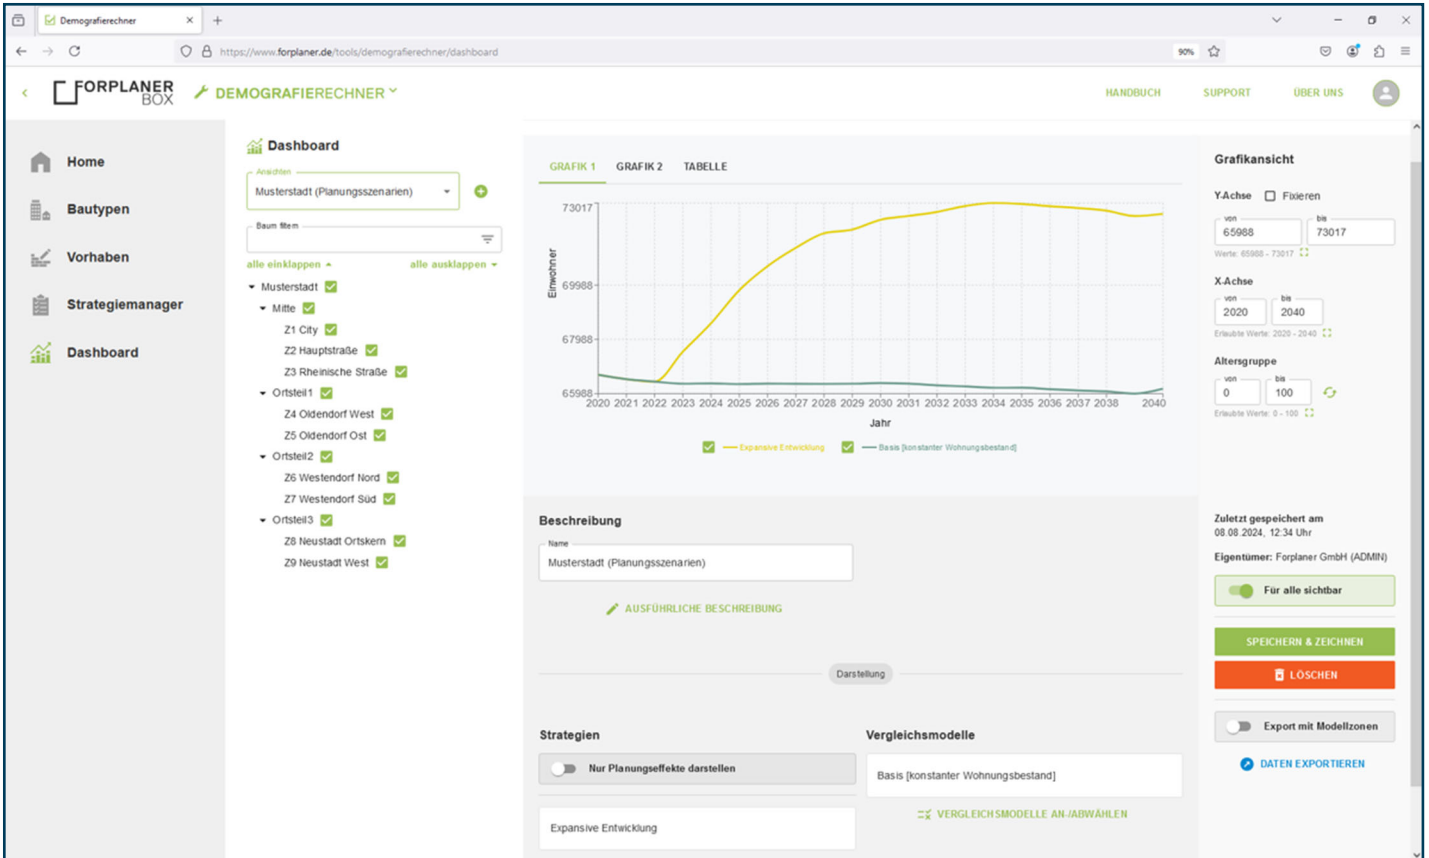 Demografierechner
https://www.forplaner.de/tools/demografierechner/dashboard
90%
FORPLANER
BOX
DEMOGRAFIERECHNER
HANDBUCH
SUPPORT
ÜBER UNS
Home
Bautypen
Vorhaben
Strategiemanager
Dashboard
Dashboard
Ansichten
Musterstadt (Planungsszenarien)
Baum filtern
alle einklappen
alle ausklappen
Musterstadt
Mitte
Z1 City
Z2 Hauptstraße
Z3 Rheinische Straße
Ortsteil1
Z4 Oldendorf West
Z5 Oldendorf Ost
Ortsteil2
Z6 Westendorf Nord
Z7 Westendorf Süd
Ortsteil3
Z8 Neustadt Ortskern
Z9 Neustadt West
GRAFIK 1
GRAFIK 2
TABELLE
73017
69988
67988
65988
Einwohner
2020 2021 2022 2023 2024 2025 2026 2027 2028 2029 2030 2031 2032 2033 2034 2035 2036 2037 2038 2040
Jahr
Expansive Entwicklung
Basis [konstanter Wohnungsbestand]
Beschreibung
Name
Musterstadt (Planungsszenarien)
AUSFÜHRLICHE BESCHREIBUNG
Darstellung
Strategien
Nur Planungseffekte darstellen
Expansive Entwicklung
Vergleichsmodelle
Basis [konstanter Wohnungsbestand]
VERGLEICHSMODELLE AN-/ABWÄHLEN
Grafikansicht
Y-Achse
Fixieren
von
65988
bis
73017
Werte: 65988 - 73017
X-Achse
von
2020
bis
2040
Erlaubte Werte: 2020 - 2040
Altersgruppe
von
0
bis
100
Erlaubte Werte: 0 - 100
Zuletzt gespeichert am
08.08.2024, 12:34 Uhr
Eigentümer: Forplaner GmbH (ADMIN)
Für alle sichtbar
SPEICHERN & ZEICHNEN
LÖSCHEN
Export mit Modellzonen
DATEN EXPORTIEREN